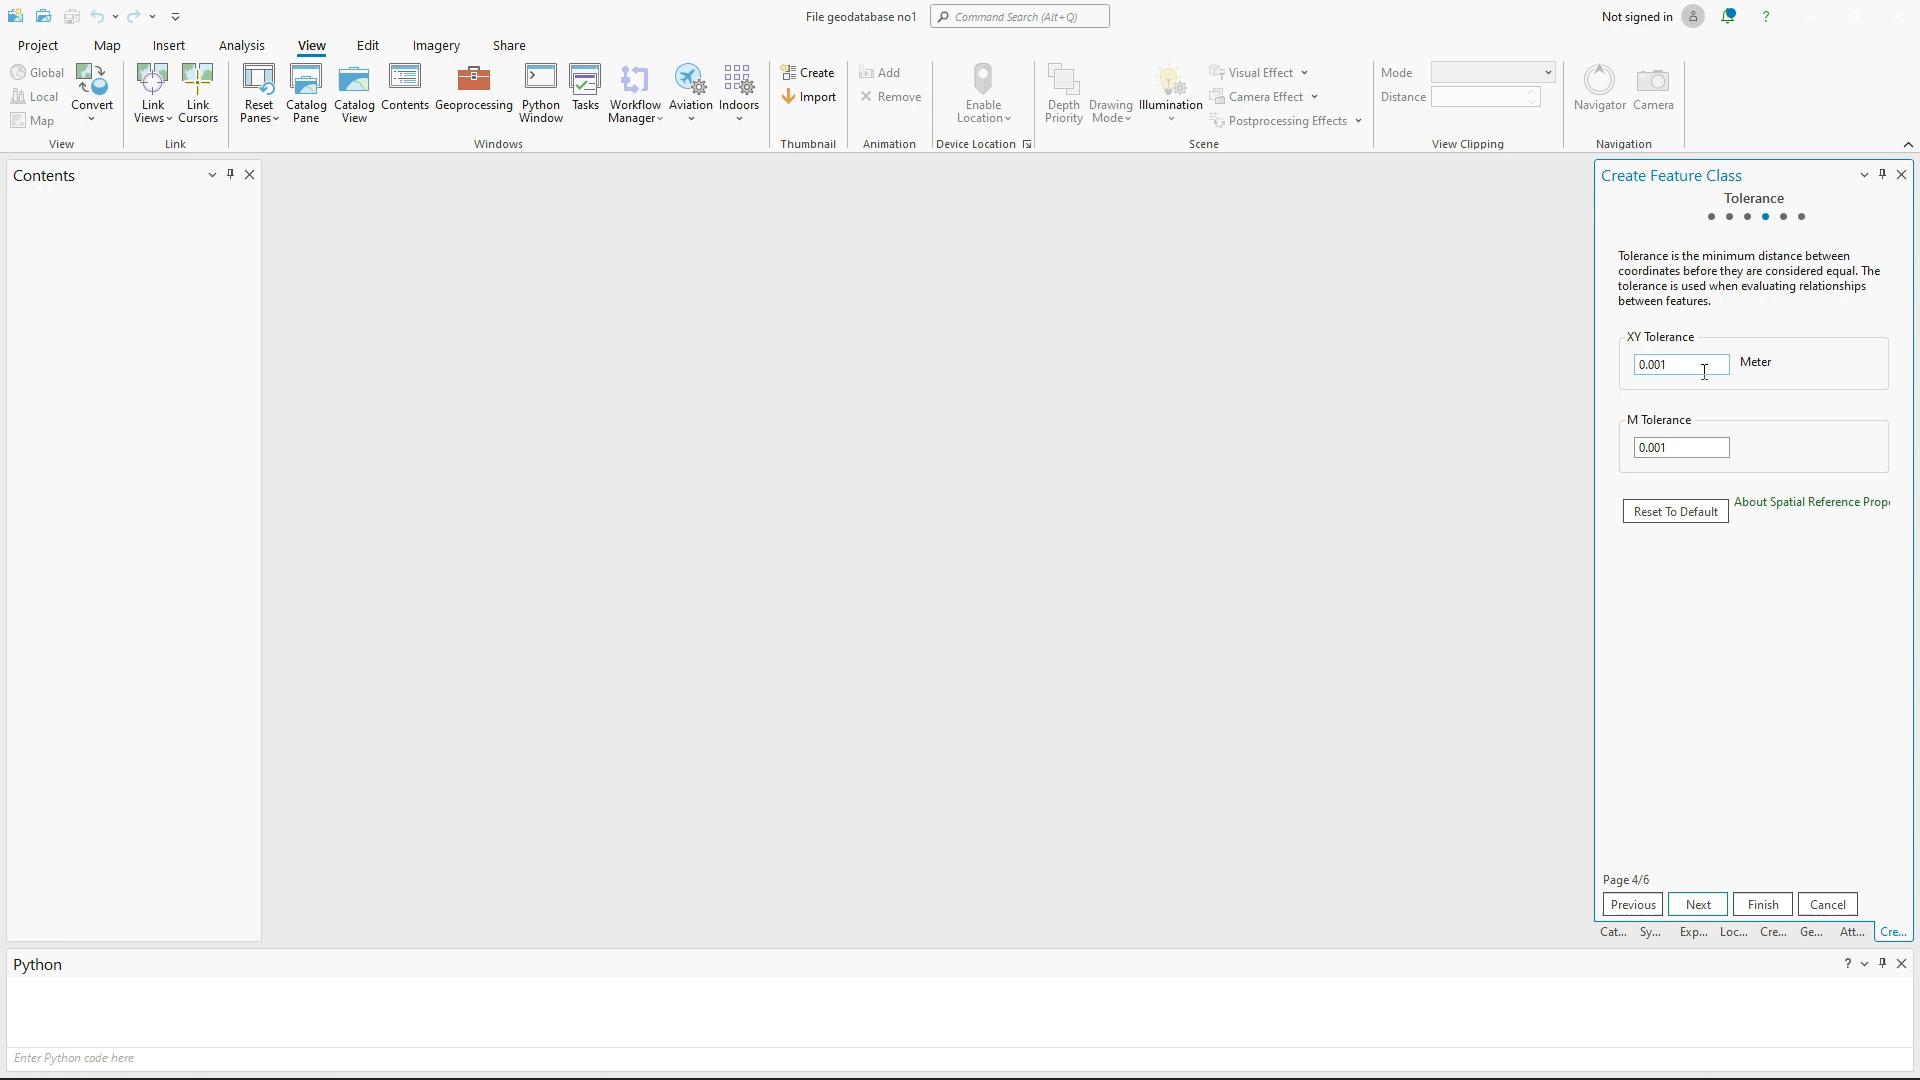 File geodatabase no1
Command Search (Alt+Q)
Not signed in
?
Project
Map
Insert
Analysis
View
Edit
Imagery
Share
Global
Local
Map
Convert
View
Link Views
Link Cursors
Link
Reset Panes
Catalog Pane
Catalog View
Contents
Geoprocessing
Python Window
Tasks
Workflow Manager
Aviation
Indoors
Windows
Create
Import
Thumbnail
Add
Remove
Animation
Enable Location
Device Location
Depth Priority
Drawing Mode
Illumination
Visual Effect
Camera Effect
Postprocessing Effects
Scene
Mode
Distance
View Clipping
Navigator
Camera
Navigation
Contents
Create Feature Class
Tolerance
Tolerance is the minimum distance between
coordinates before they are considered equal. The
tolerance is used when evaluating relationships
between features.
XY Tolerance
0.001 Meter
M Tolerance
0.001
Reset To Default About Spatial Reference Prop
Page 4/6
Previous Next Finish Cancel
Cat... Sy... Exp... Loc... Cre... Ge... Att... Cre...
Python
?
Enter Python code here